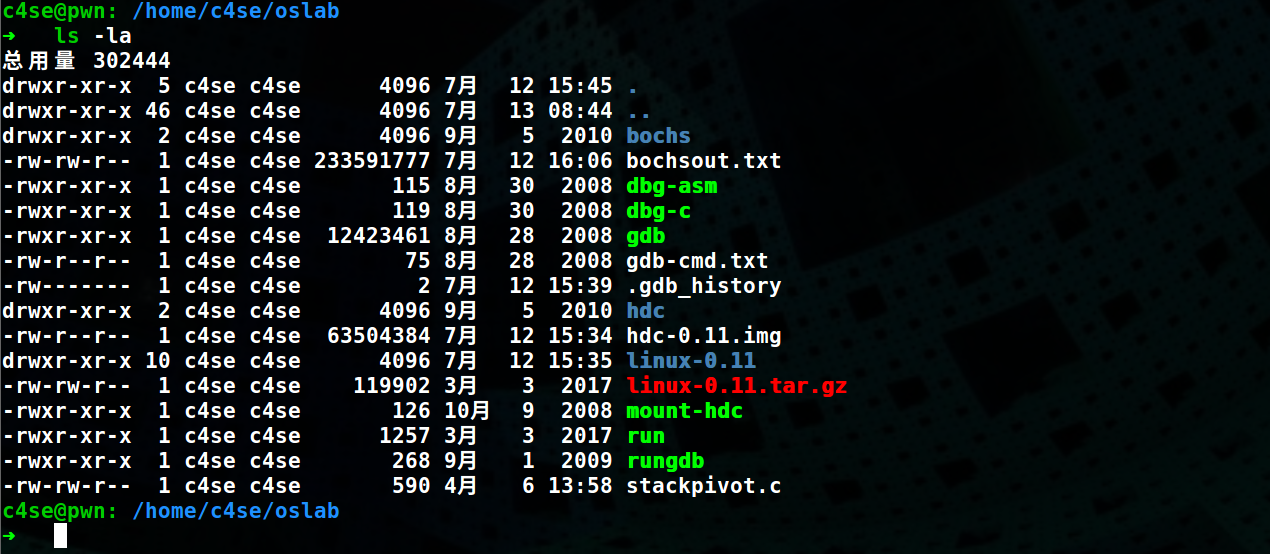 c4se@pwn: /home/c4se/oslab
➜   ls -la
总用量 302444
drwxr-xr-x  5 c4se c4se      4096 7月   12 15:45 .
drwxr-xr-x 46 c4se c4se      4096 7月   13 08:44 ..
drwxr-xr-x  2 c4se c4se      4096 9月    5  2010 bochs
-rw-rw-r--  1 c4se c4se 233591777 7月   12 16:06 bochsout.txt
-rwxr-xr-x  1 c4se c4se       115 8月   30  2008 dbg-asm
-rwxr-xr-x  1 c4se c4se       119 8月   30  2008 dbg-c
-rwxr-xr-x  1 c4se c4se  12423461 8月   28  2008 gdb
-rw-r--r--  1 c4se c4se        75 8月   28  2008 gdb-cmd.txt
-rw-------  1 c4se c4se         2 7月   12 15:39 .gdb_history
drwxr-xr-x  2 c4se c4se      4096 9月    5  2010 hdc
-rw-r--r--  1 c4se c4se  63504384 7月   12 15:34 hdc-0.11.img
drwxr-xr-x 10 c4se c4se      4096 7月   12 15:35 linux-0.11
-rw-rw-r--  1 c4se c4se    119902 3月    3  2017 linux-0.11.tar.gz
-rwxr-xr-x  1 c4se c4se       126 10月   9  2008 mount-hdc
-rwxr-xr-x  1 c4se c4se      1257 3月    3  2017 run
-rwxr-xr-x  1 c4se c4se       268 9月    1  2009 rungdb
-rw-rw-r--  1 c4se c4se       590 4月    6 13:58 stackpivot.c
c4se@pwn: /home/c4se/oslab
➜